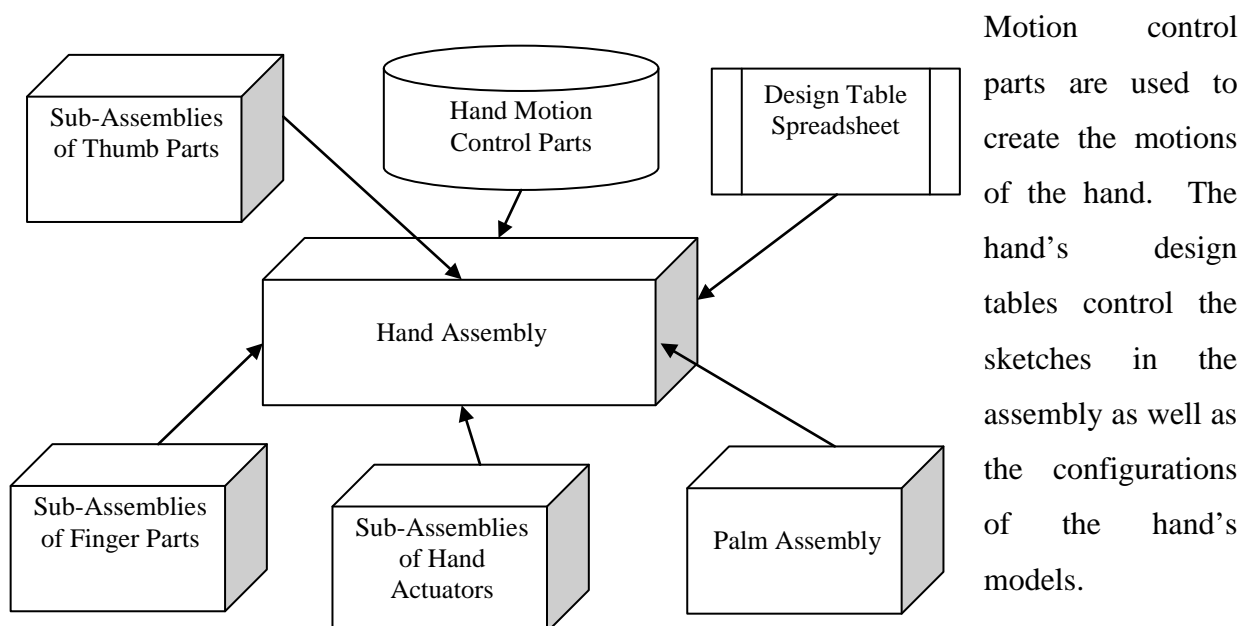 Sub-Assemblies
of Thumb Parts
Hand Motion
Control Parts
Design Table
Spreadsheet
Hand Assembly
Sub-Assemblies
of Finger Parts
Sub-Assemblies
of Hand
Actuators
Palm Assembly
Motion control
parts are used to
create the motions
of the hand. The
hand’s design
tables control the
sketches in the
assembly as well as
the configurations
of the hand’s
models.